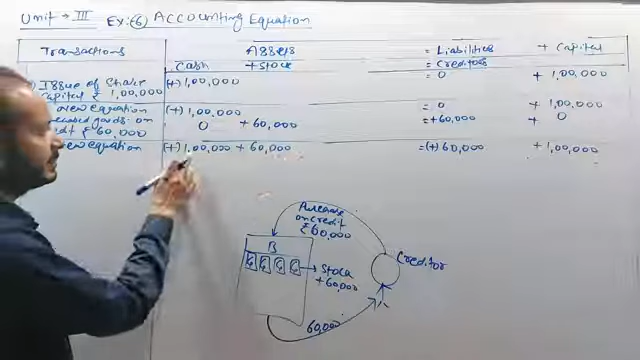 Unit → III Ex: 6 Accounting Equation
Transactions Assets = Liabilities + Capital
Cash + Stock = Creditors
Issue of Share (+) 1,00,000 = 0 + 1,00,000
Capital ₹ 1,00,000
new equation (+) 1,00,000 = 0 + 1,00,000
goods on 0 + 60,000 = +60,000 + 0
₹ 60,000
equation (+) 1,00,000 + 60,000 = (+) 60,000 + 1,00,000
Purchase
on credit
₹ 60,000
B
G G G G
Stock
+60,000
Creditor
60,000